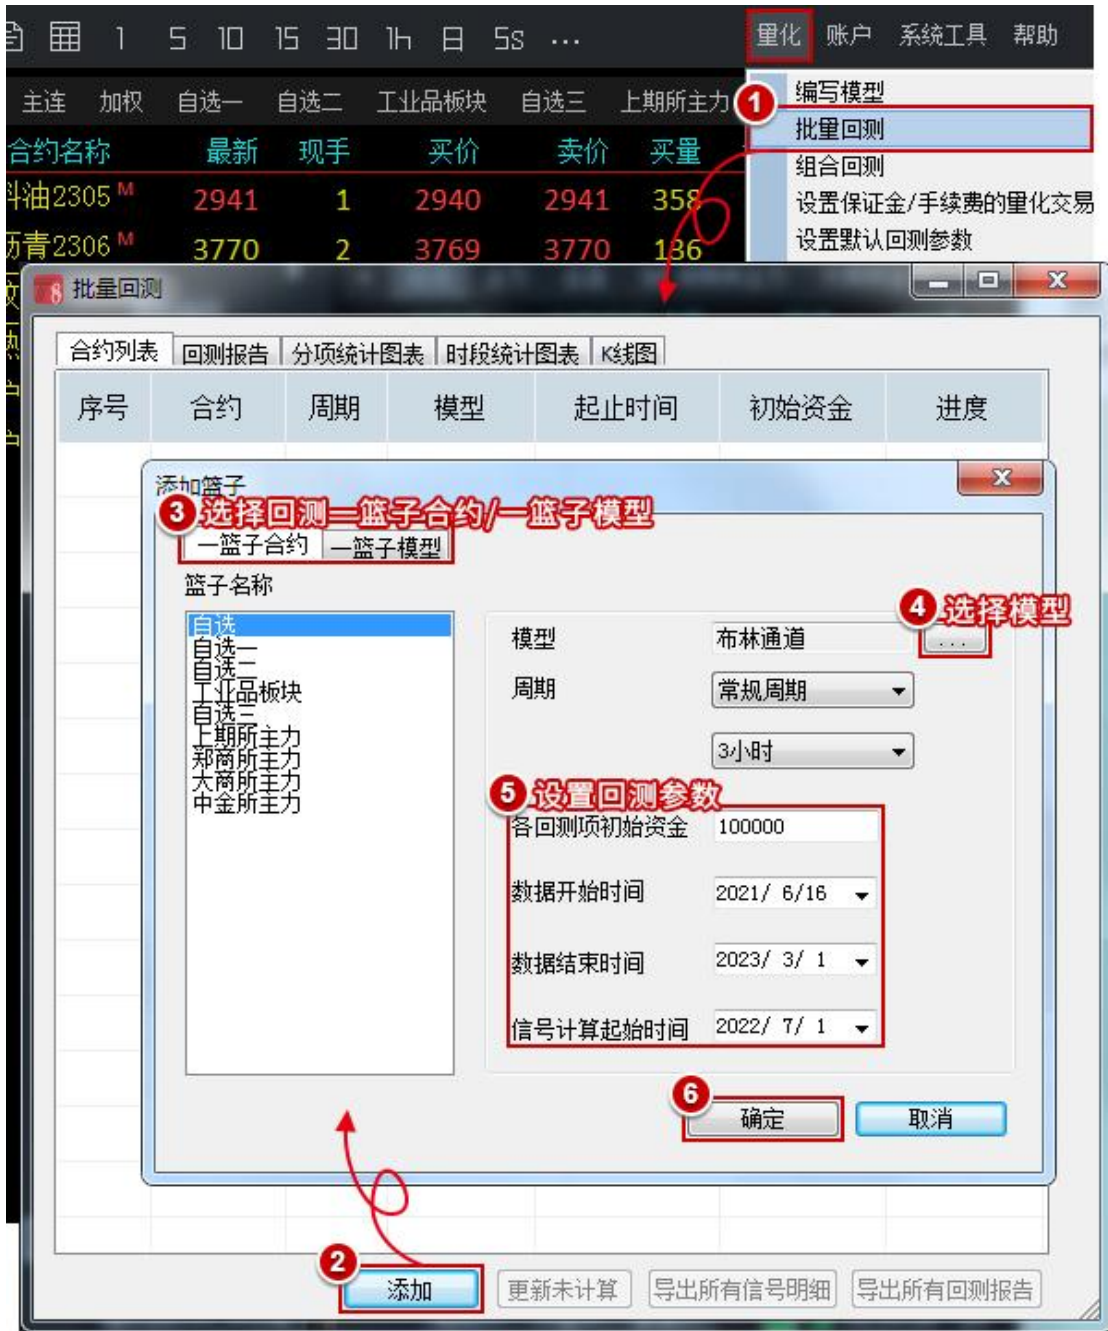 1 5 10 15 30 1h 日 5s ... 量化 账户 系统工具 帮助
主连 加权 自选一 自选二 工业品板块 自选三 上期所主力
1 编写模型
批量回测
组合回测
设置保证金/手续费的量化交易
设置默认回测参数
合约名称 最新 现手 买价 卖价 买量
油2305 M 2941 1 2940 2941 358
沥青2306 M 3770 2 3769 3770 136
8 批量回测
合约列表 回测报告 分项统计图表 时段统计图表 K线图
序号 合约 周期 模型 起止时间 初始资金 进度
添加篮子
3 选择回测一篮子合约/一篮子模型
一篮子合约 一篮子模型
篮子名称
自选
自选一
自选二
工业品板块
自选三
上期所主力
郑商所主力
大商所主力
中金所主力
4 选择模型
模型 布林通道 ...
周期 常规周期
3小时
5 设置回测参数
各回测项初始资金 100000
数据开始时间 2021/ 6/16
数据结束时间 2023/ 3/ 1
信号计算起始时间 2022/ 7/ 1
6 确定 取消
2 添加 更新未计算 导出所有信号明细 导出所有回测报告